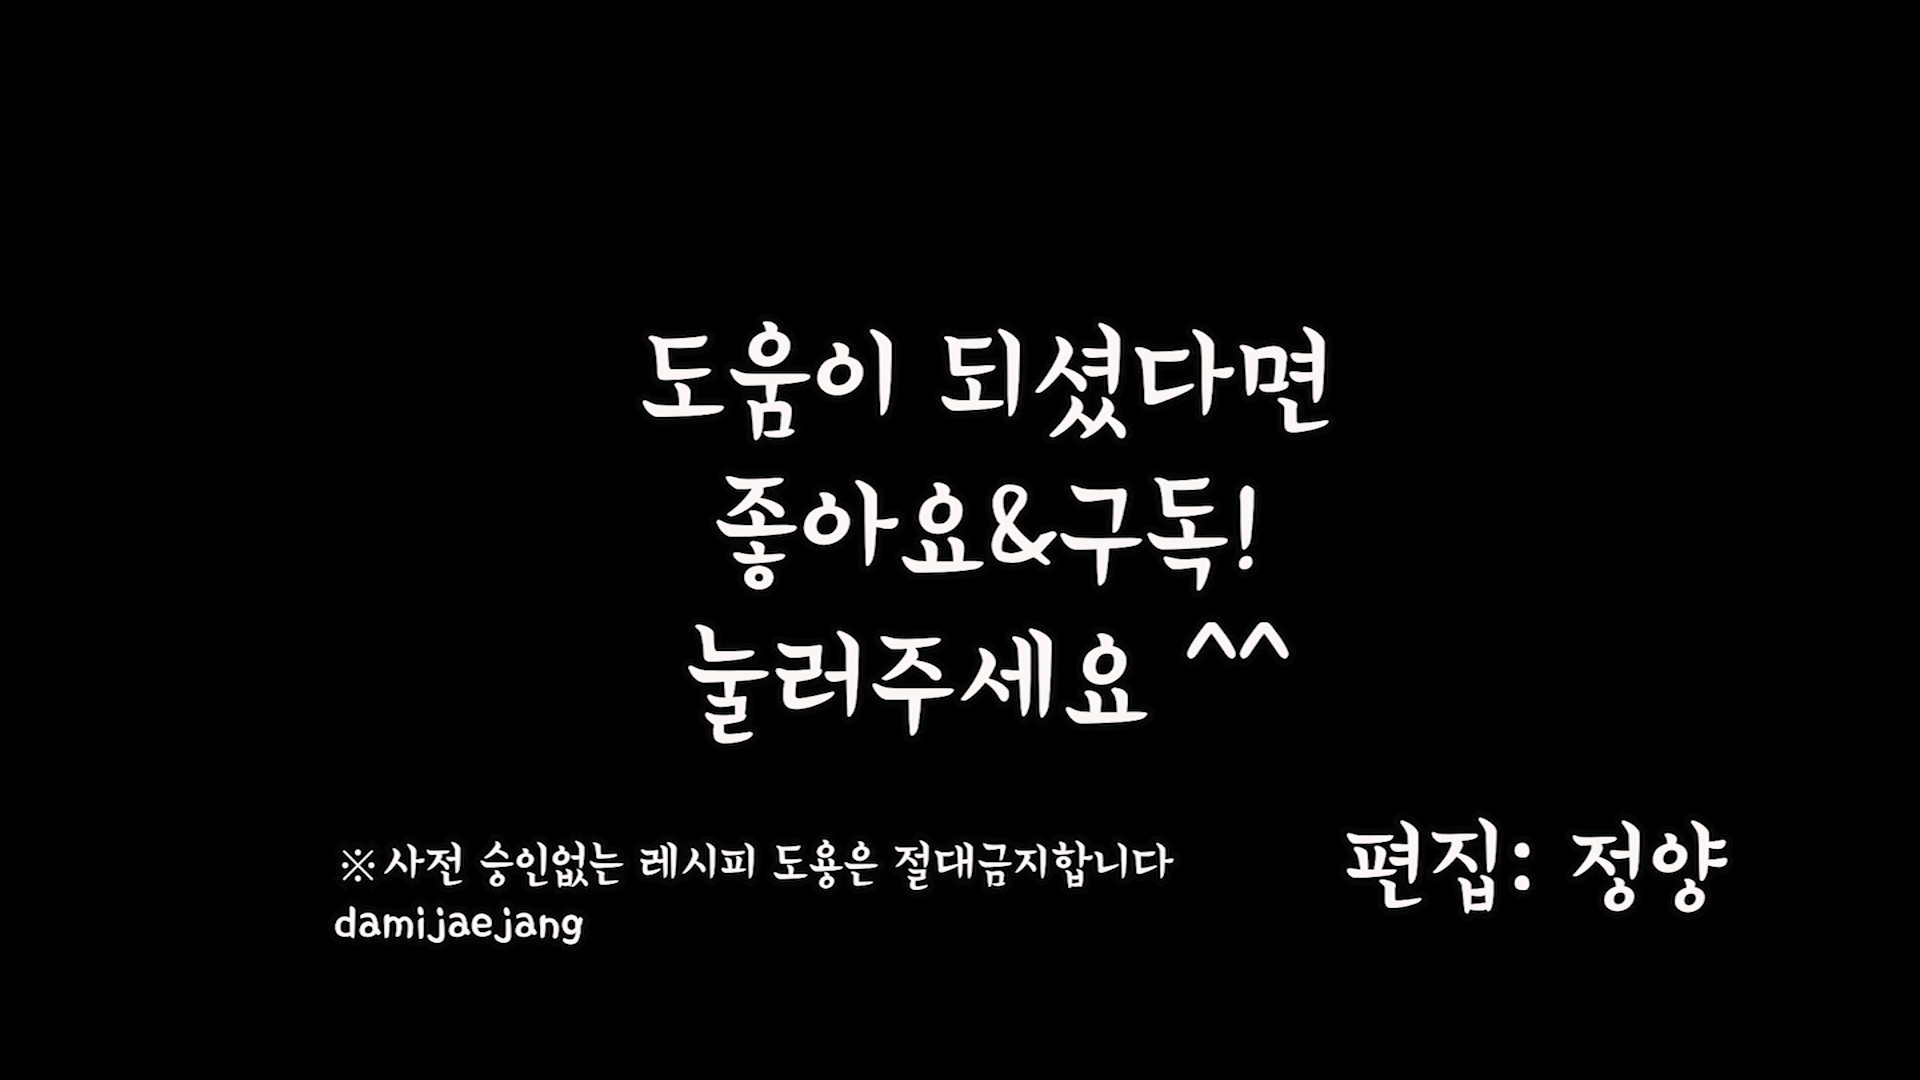 도움이 되셨다면
좋아요&구독!
눌러주세요 ^^
※사전 승인없는 레시피 도용은 절대금지합니다
damijaejang
편집: 정양